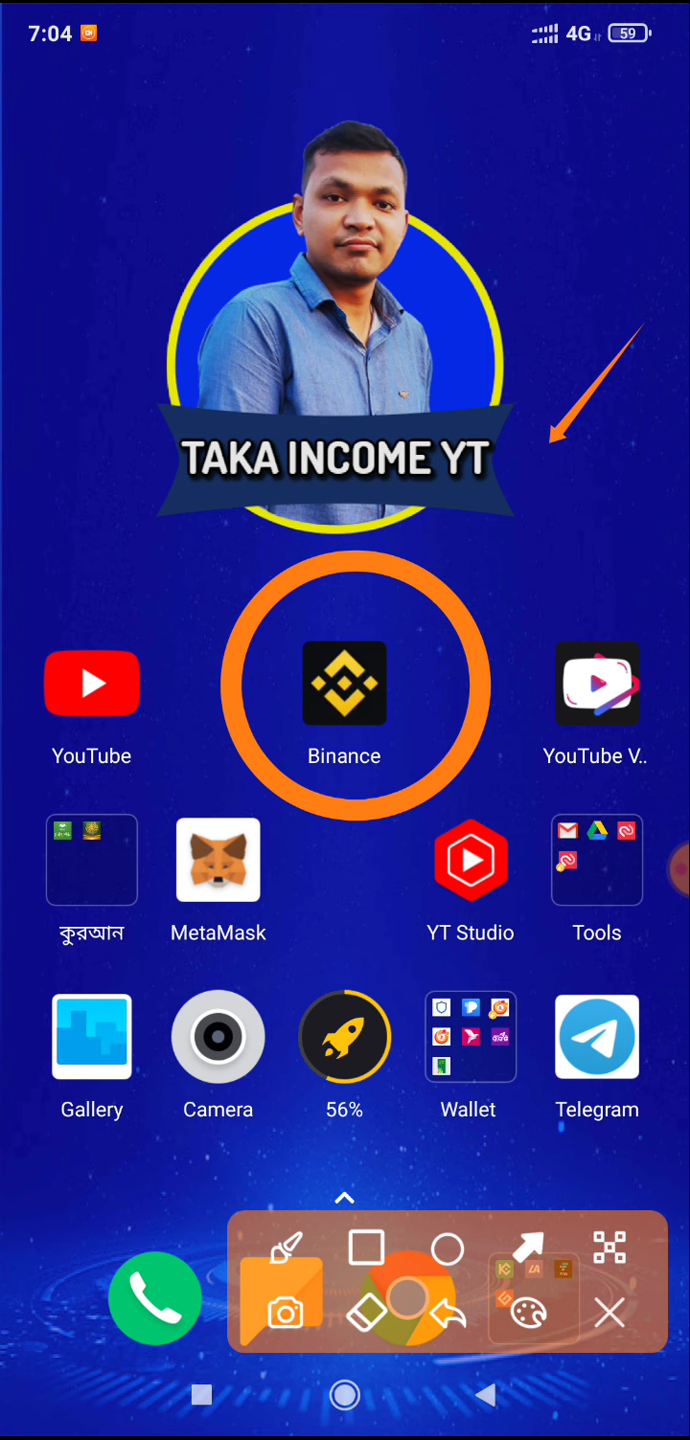 7:04
4G 59
TAKA INCOME YT
YouTube
Binance
YouTube V..
কুরআন
MetaMask
YT Studio
Tools
Gallery
Camera
56%
Wallet
Telegram